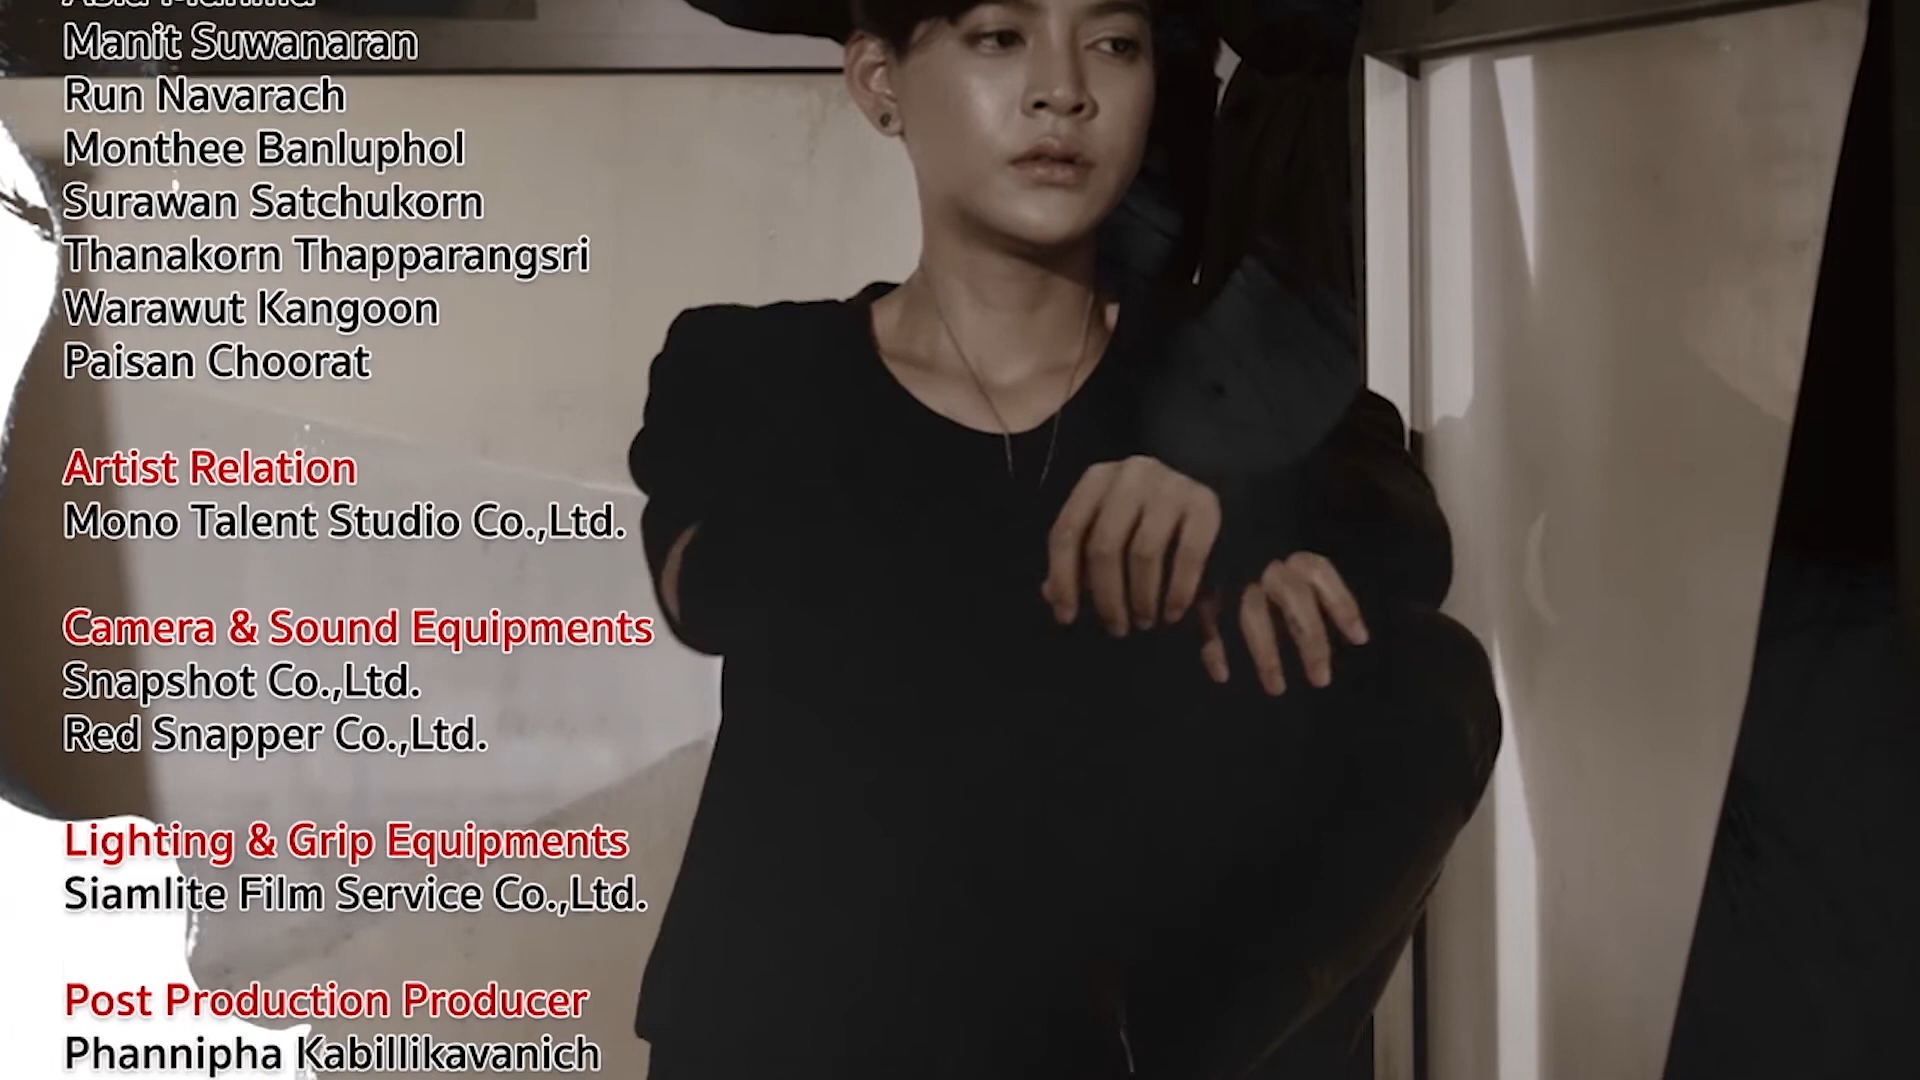 Manit Suwanaran
Run Navarach
Monthee Banluphol
Surawan Satchukorn
Thanakorn Thapparangsri
Warawut Kangoon
Paisan Choorat
Artist Relation
Mono Talent Studio Co.,Ltd.
Camera & Sound Equipments
Snapshot Co.,Ltd.
Red Snapper Co.,Ltd.
Lighting & Grip Equipments
Siamlite Film Service Co.,Ltd.
Post Production Producer
Phannipha Kabillikavanich